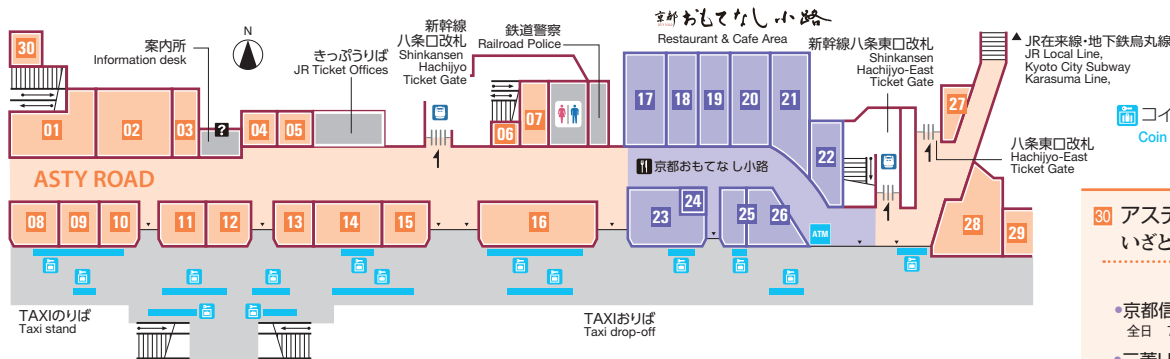 京都 おもてなし小路
Restaurant & Cafe Area
30
案内所
Information desk
N
きっぷうりば
JR Ticket Offices
新幹線
八条口改札
Shinkansen
Hachijyo
Ticket Gate
鉄道警察
Railroad Police
新幹線八条東口改札
Shinkansen
Hachijyo-East
Ticket Gate
▲ JR在来線・地下鉄烏丸線
JR Local Line,
Kyoto City Subway
Karasuma Line,
コイ
Coin
01
02
03
?
04
05
06
07
17
18
19
20
21
22
27
八条東口改札
Hachijyo-East
Ticket Gate
ASTY ROAD
京都おもてなし小路
08
09
10
11
12
13
14
15
16
23
24
25
26
ATM
28
29
TAXIのりば
Taxi stand
TAXIおりば
Taxi drop-off
30 アステ
いざと
•京都信
全日